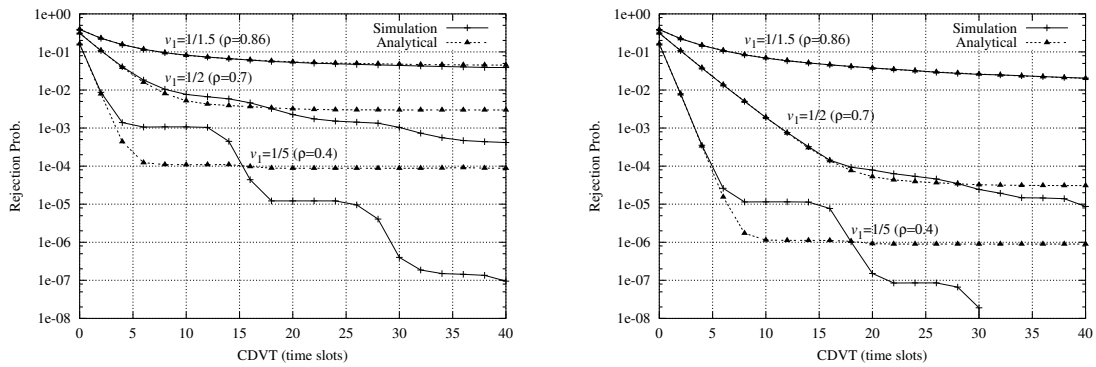 1e+00
1e-01
1e-02
1e-03
1e-04
1e-05
1e-06
1e-07
1e-08
Rejection Prob.
Simulation
Analytical
v1=1/1.5 (ρ=0.86)
v1=1/2 (ρ=0.7)
v1=1/5 (ρ=0.4)
0 5 10 15 20 25 30 35 40
CDVT (time slots)
1e+00
1e-01
1e-02
1e-03
1e-04
1e-05
1e-06
1e-07
1e-08
Rejection Prob.
Simulation
Analytical
v1=1/1.5 (ρ=0.86)
v1=1/2 (ρ=0.7)
v1=1/5 (ρ=0.4)
0 5 10 15 20 25 30 35 40
CDVT (time slots)